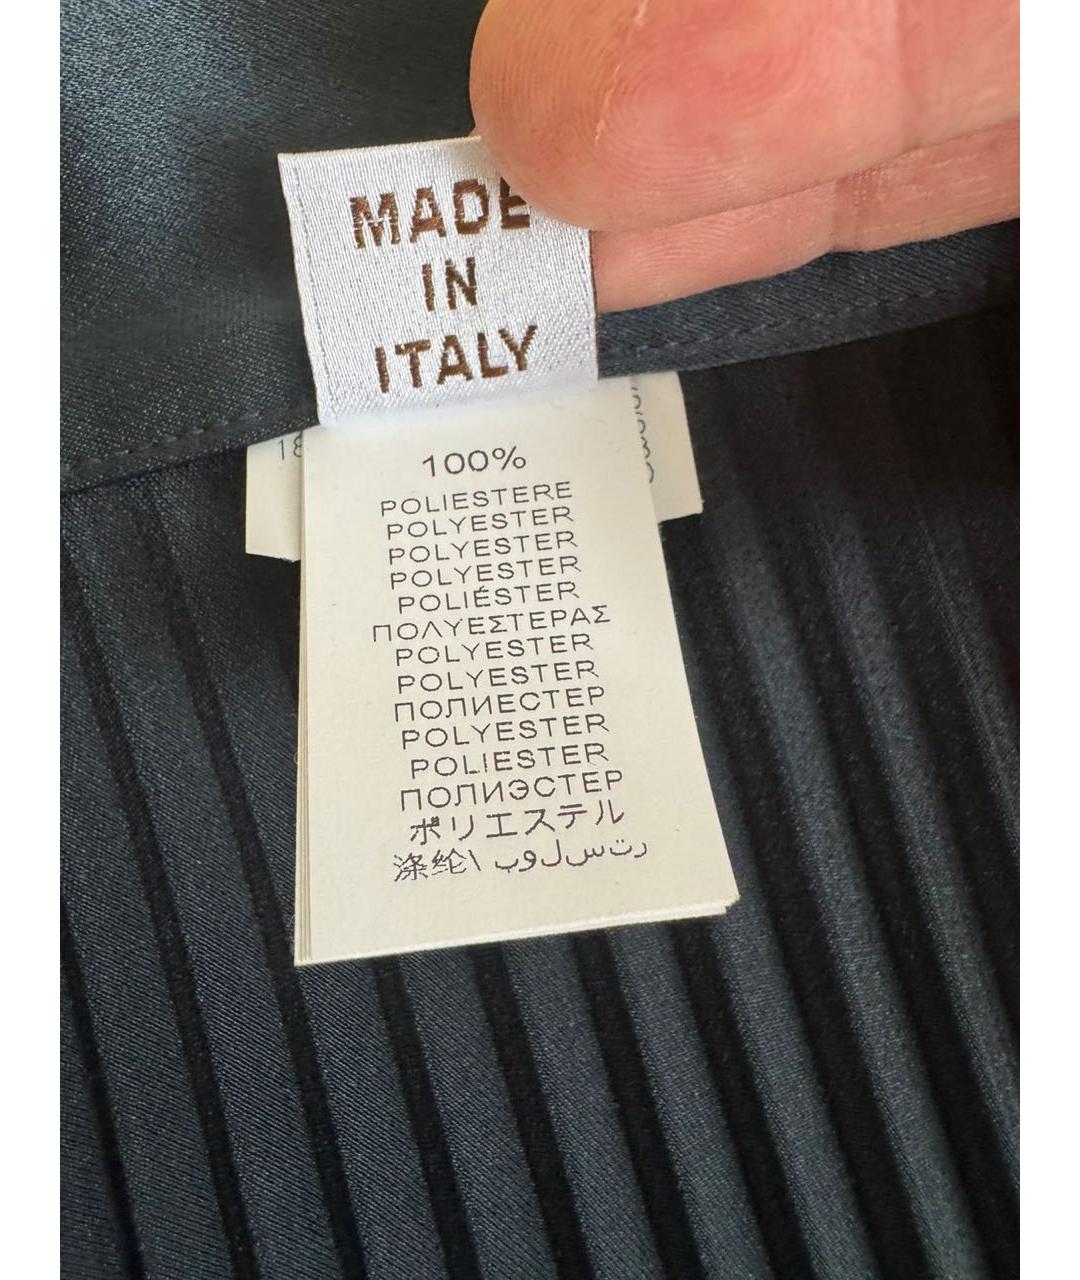 MADE
IN
ITALY
18
100%
POLIESTERE
POLYESTER
POLYESTER
POLYESTER
POLIÉSTER
ΠΟΛΥΕΣΤΕΡΑΣ
POLYESTER
POLYESTER
ПОЛИЕСТЕР
POLYESTER
POLIESTER
ПОЛИЭСТЕР
ポリエステル
涤纶\ ر ت س ل و ب